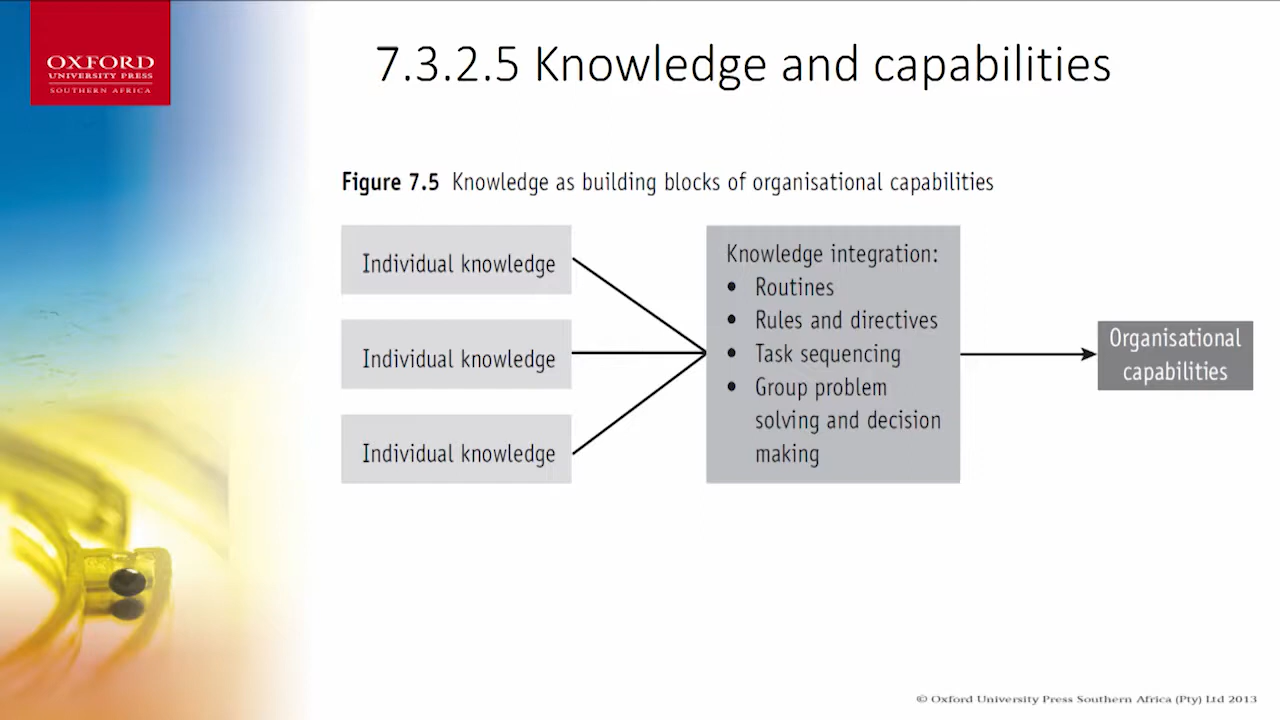 OXFORD
UNIVERSITY PRESS
SOUTHERN AFRICA
7.3.2.5 Knowledge and capabilities
Figure 7.5 Knowledge as building blocks of organisational capabilities
Individual knowledge
Individual knowledge
Individual knowledge
Knowledge integration:
• Routines
• Rules and directives
• Task sequencing
• Group problem
solving and decision
making
Organisational
capabilities
© Oxford University Press Southern Africa (Pty) Ltd 2013